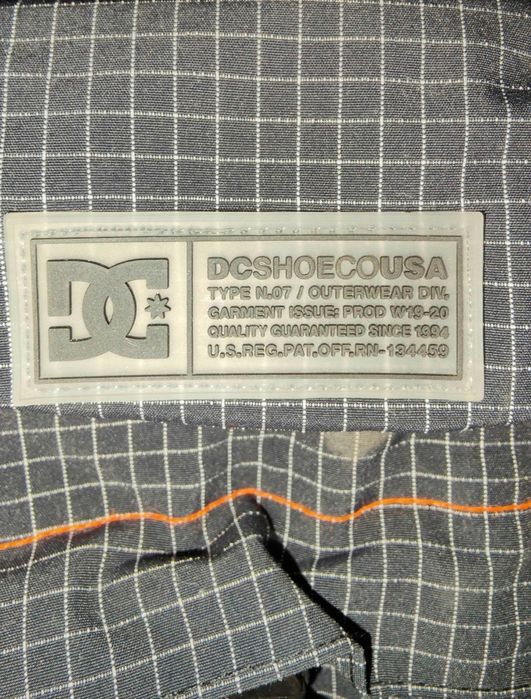 DC
DCSHOECOUSA
TYPE N.07 / OUTERWEAR DIV.
GARMENT ISSUE: PROD W19-20
QUALITY GUARANTEED SINCE 1994
U.S.REG.PAT.OFF.RN-134459